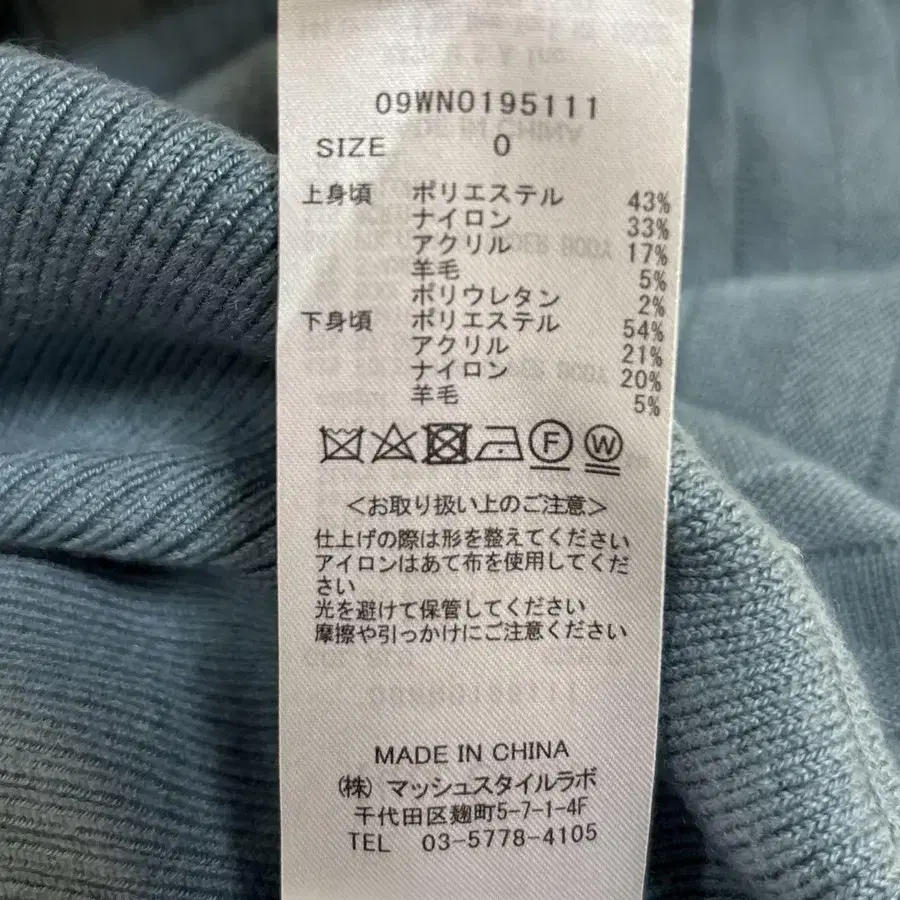 09WNO195111
SIZE 0
上身頃 ポリエステル 43%
ナイロン 33%
アクリル 17%
羊毛 5%
ポリウレタン 2%
下身頃 ポリエステル 54%
アクリル 21%
ナイロン 20%
羊毛 5%
F W
＜お取り扱い上のご注意＞
仕上げの際は形を整えてください
アイロンはあて布を使用してくだ
さい
光を避けて保管してください
摩擦や引っかけにご注意ください
MADE IN CHINA
(株) マッシュスタイルラボ
千代田区麹町5-7-1-4F
TEL 03-5778-4105